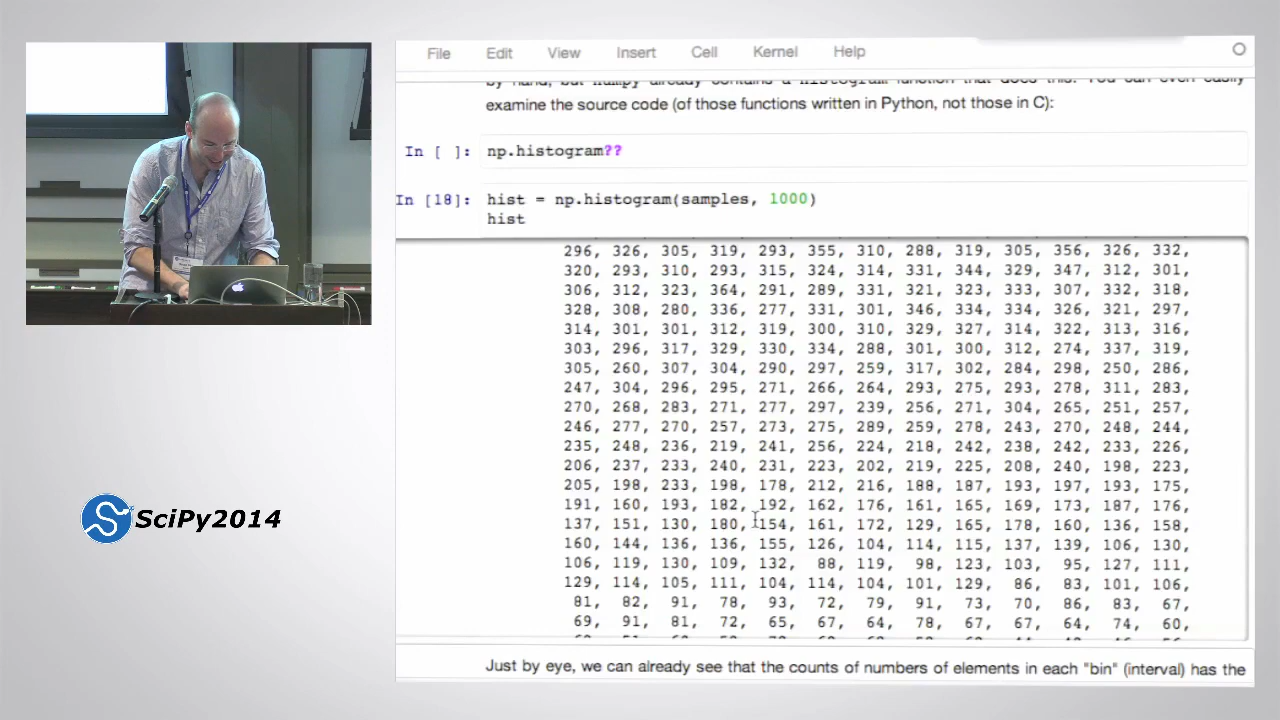 File Edit View Insert Cell Kernel Help
by hand, but numpy already contains a histogram function that does this. You can even easily
examine the source code (of those functions written in Python, not those in C):
In [ ]: np.histogram??
In [18]: hist = np.histogram(samples, 1000)
hist
296, 326, 305, 319, 293, 355, 310, 288, 319, 305, 356, 326, 332,
320, 293, 310, 293, 315, 324, 314, 331, 344, 329, 347, 312, 301,
306, 312, 323, 364, 291, 289, 331, 321, 323, 333, 307, 332, 318,
328, 308, 280, 336, 277, 331, 301, 346, 334, 334, 326, 321, 297,
314, 301, 301, 312, 319, 300, 310, 329, 327, 314, 322, 313, 316,
303, 296, 317, 329, 330, 334, 288, 301, 300, 312, 274, 337, 319,
305, 260, 307, 304, 290, 297, 259, 317, 302, 284, 298, 250, 286,
247, 304, 296, 295, 271, 266, 264, 293, 275, 293, 278, 311, 283,
270, 268, 283, 271, 277, 297, 239, 256, 271, 304, 265, 251, 257,
246, 277, 270, 257, 273, 275, 289, 259, 278, 243, 270, 248, 244,
235, 248, 236, 219, 241, 256, 224, 218, 242, 238, 242, 233, 226,
206, 237, 233, 240, 231, 223, 202, 219, 225, 208, 240, 198, 223,
205, 198, 233, 198, 178, 212, 216, 188, 187, 193, 197, 193, 175,
191, 160, 193, 182, 192, 162, 176, 161, 165, 169, 173, 187, 176,
137, 151, 130, 180, 154, 161, 172, 129, 165, 178, 160, 136, 158,
160, 144, 136, 136, 155, 126, 104, 114, 115, 137, 139, 106, 130,
106, 119, 130, 109, 132, 88, 119, 98, 123, 103, 95, 127, 111,
129, 114, 105, 111, 104, 114, 104, 101, 129, 86, 83, 101, 106,
81, 82, 91, 78, 93, 72, 79, 91, 73, 70, 86, 83, 67,
69, 91, 81, 72, 65, 67, 64, 78, 67, 67, 64, 74, 60,
Just by eye, we can already see that the counts of numbers of elements in each "bin" (interval) has the
SciPy2014